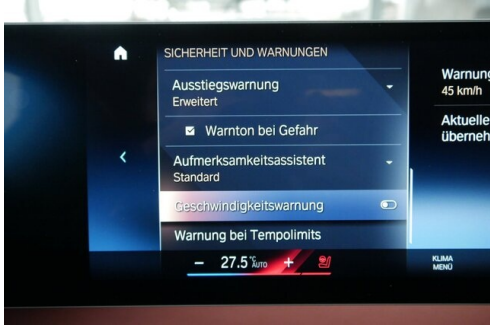 SICHERHEIT UND WARNUNGEN
Ausstiegswarnung
Erweitert
Warnton bei Gefahr
Aufmerksamkeitsassistent
Standard
Geschwindigkeitswarnung
Warnung bei Tempolimits
- 27.5 °C AUTO +
Warnung
45 km/h
Aktuelle
überneh
KLIMA
MENÜ